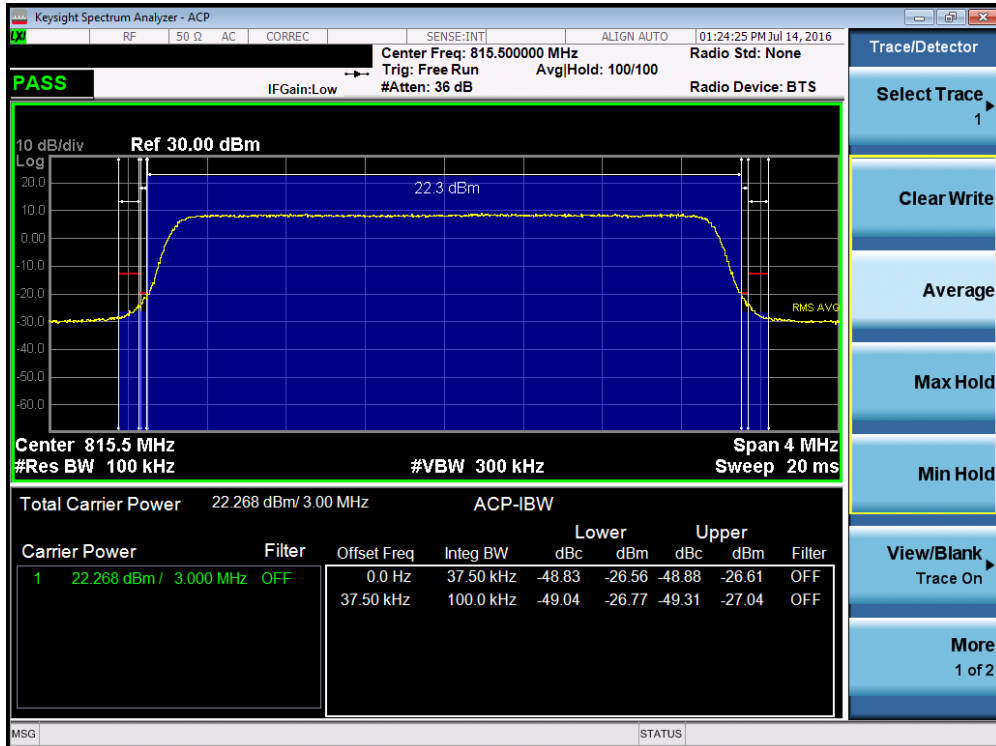 Keysight Spectrum Analyzer - ACP
LXI RF 50 Ω AC CORREC SENSE:INT ALIGN AUTO 01:24:25 PM Jul 14, 2016
Center Freq: 815.500000 MHz Radio Std: None
Trig: Free Run Avg|Hold: 100/100
PASS IFGain:Low #Atten: 36 dB Radio Device: BTS
10 dB/div Ref 30.00 dBm
Log
20.0
22.3 dBm
10.0
0.00
-10.0
-20.0
RMS AVG
-30.0
-40.0
-50.0
-60.0
Center 815.5 MHz Span 4 MHz
#Res BW 100 kHz #VBW 300 kHz Sweep 20 ms
Total Carrier Power 22.268 dBm/ 3.00 MHz ACP-IBW
Lower Upper
Carrier Power Filter Offset Freq Integ BW dBc dBm dBc dBm Filter
1 22.268 dBm / 3.000 MHz OFF 0.0 Hz 37.50 kHz -48.83 -26.56 -48.88 -26.61 OFF
37.50 kHz 100.0 kHz -49.04 -26.77 -49.31 -27.04 OFF
MSG STATUS
Trace/Detector
Select Trace
1
Clear Write
Average
Max Hold
Min Hold
View/Blank
Trace On
More
1 of 2